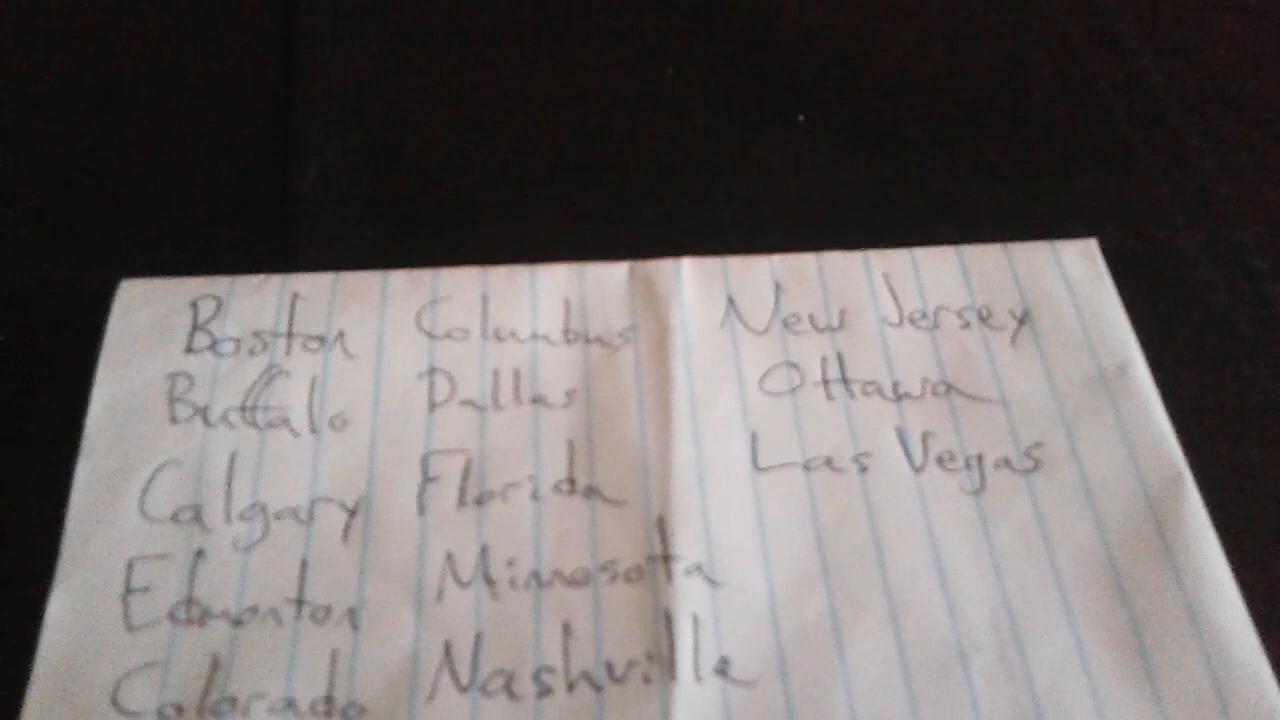 Boston
Buffalo
Calgary
Edmonton
Colorado
Columbus
Dallas
Florida
Minnesota
Nashville
New Jersey
Ottawa
Las Vegas